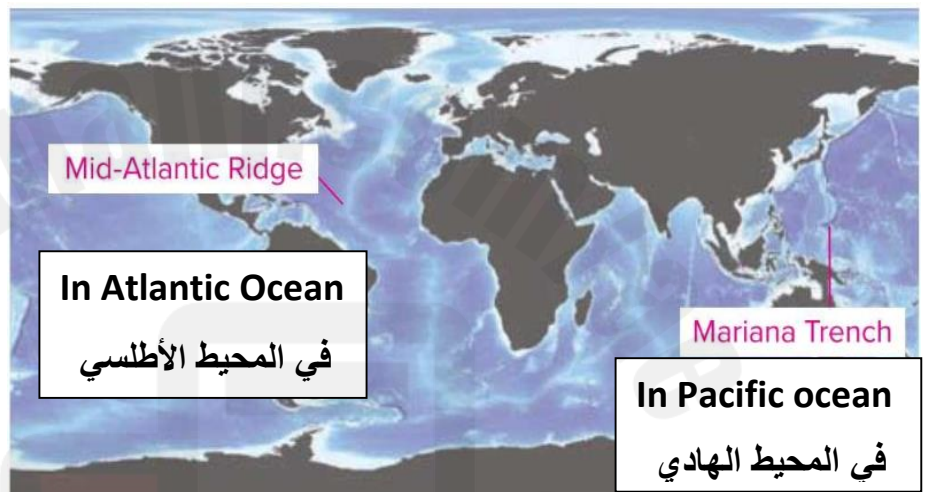 Mid-Atlantic Ridge
In Atlantic Ocean
في المحيط الأطلسي
Mariana Trench
In Pacific ocean
في المحيط الهادي